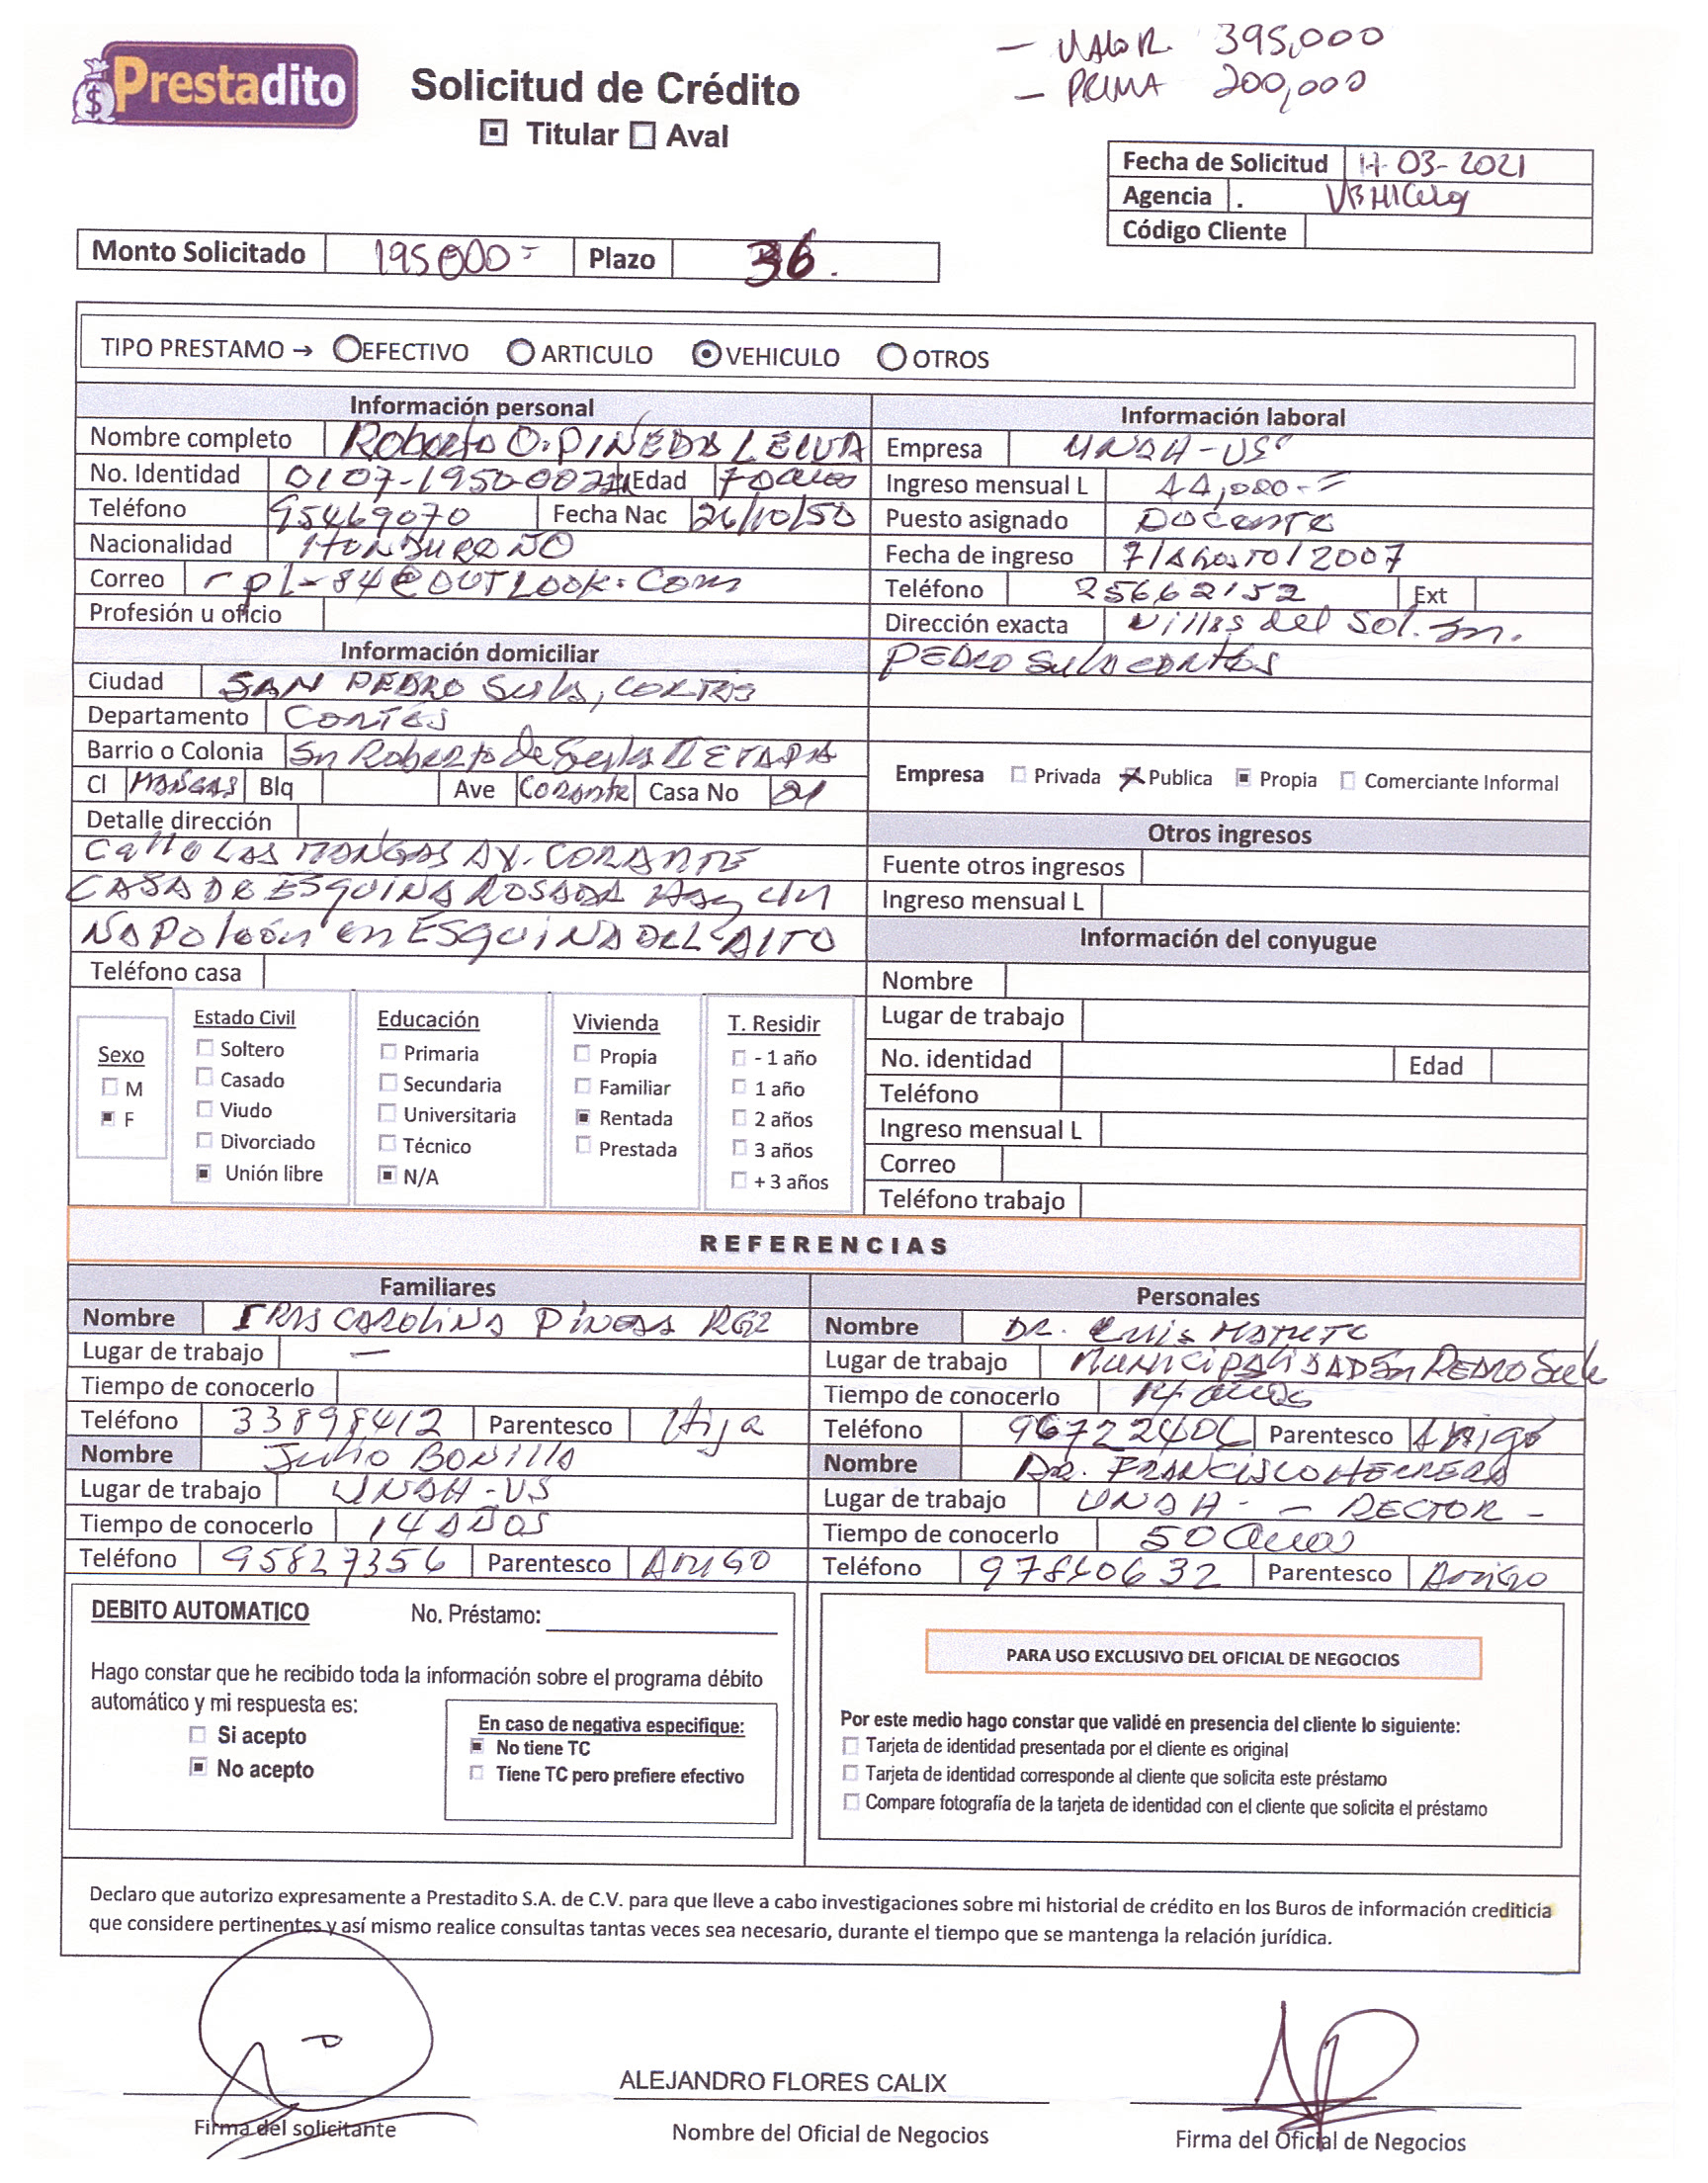 — VALOR. 395,000
— PRIMA 200,000
Prestadito
Solicitud de Crédito
Titular Aval
Fecha de Solicitud 11-03-2021
Agencia .
Código Cliente
Monto Solicitado 195000=
Plazo 36.
TIPO PRESTAMO → EFECTIVO ARTICULO VEHICULO OTROS
Información personal
Nombre completo Roberto O. PINEDA LEIVA
No. Identidad 0107-1950-00 Edad 70 años
Teléfono 95469070 Fecha Nac 26/10/50
Nacionalidad HONDUREÑO
Correo rpl-84@OUTLOOK.Com
Profesión u oficio
Información laboral
Empresa UNAH-VS
Ingreso mensual L 44,000.=
Puesto asignado DOCENTE
Fecha de ingreso 7/Agosto/2007
Teléfono 25662152 Ext
Dirección exacta Villas del Sol. Sn.
PEDRO Sula CORTÉS
Información domiciliar
Ciudad SAN PEDRO Sula, CORTES
Departamento CORTÉS
Barrio o Colonia Sn Roberto de Sula II ETAPA
Cl MANGAS Blq Ave CORANTE Casa No 21
Detalle dirección
Calle LAS MANGAS AV. CORANTE
CASA DE ESQUINA ROSADA Hay un
NAPOleón en ESQUINA DEL ALTO
Teléfono casa
Empresa Privada Publica Propia Comerciante Informal
Otros ingresos
Fuente otros ingresos
Ingreso mensual L
Información del conyugue
Nombre
Lugar de trabajo
No. identidad Edad
Teléfono
Ingreso mensual L
Correo
Teléfono trabajo
Sexo
M
F
Estado Civil
Soltero
Casado
Viudo
Divorciado
Unión libre
Educación
Primaria
Secundaria
Universitaria
Técnico
N/A
Vivienda
Propia
Familiar
Rentada
Prestada
T. Residir
- 1 año
1 año
2 años
3 años
+ 3 años
REFERENCIAS
Familiares
Nombre IRIS CAROLINA PINEDA RGZ
Lugar de trabajo —
Tiempo de conocerlo
Teléfono 33898412 Parentesco Hija
Nombre Julio BONILLA
Lugar de trabajo UNAH-VS
Tiempo de conocerlo 14 AÑOS
Teléfono 95827356 Parentesco AMIGO
Personales
Nombre DR. Luis MATUTE
Lugar de trabajo MUNICIPALIDAD Sn PEDRO Sula
Tiempo de conocerlo 14 años
Teléfono 96722406 Parentesco Amigo
Nombre DR. FRANCISCO HERRERA
Lugar de trabajo UNAH - - RECTOR -
Tiempo de conocerlo 50 años
Teléfono 97840632 Parentesco Amigo
DEBITO AUTOMATICO No. Préstamo:
Hago constar que he recibido toda la información sobre el programa débito
automático y mi respuesta es:
Si acepto
No acepto
En caso de negativa especifique:
No tiene TC
Tiene TC pero prefiere efectivo
PARA USO EXCLUSIVO DEL OFICIAL DE NEGOCIOS
Por este medio hago constar que validé en presencia del cliente lo siguiente:
Tarjeta de identidad presentada por el cliente es original
Tarjeta de identidad corresponde al cliente que solicita este préstamo
Compare fotografía de la tarjeta de identidad con el cliente que solicita el préstamo
Declaro que autorizo expresamente a Prestadito S.A. de C.V. para que lleve a cabo investigaciones sobre mi historial de crédito en los Buros de información crediticia
que considere pertinentes y así mismo realice consultas tantas veces sea necesario, durante el tiempo que se mantenga la relación jurídica.
Firma del solicitante
ALEJANDRO FLORES CALIX
Nombre del Oficial de Negocios
Firma del Oficial de Negocios